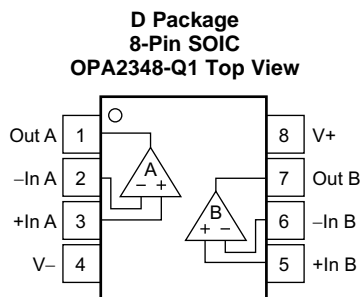 D Package
8-Pin SOIC
OPA2348-Q1 Top View
Out A 1 8 V+
–In A 2 A 7 Out B
– +
+In A 3 B 6 –In B
+ –
V– 4 5 +In B